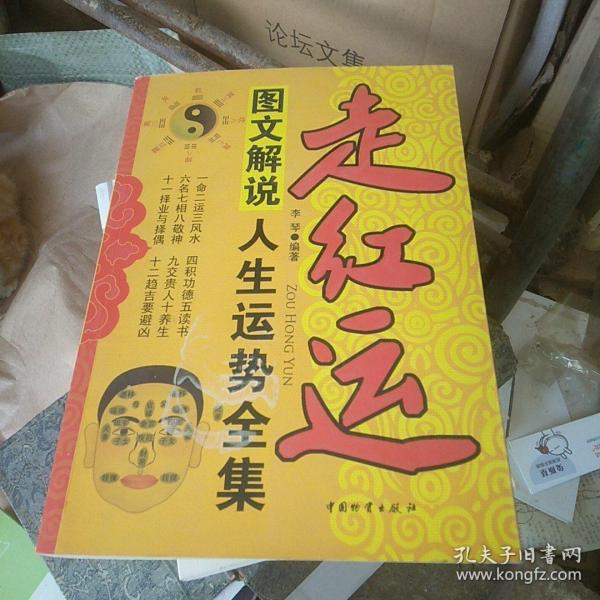 论坛文集
走红运
ZOU HONG YUN
李琴●编著
图文解说
人生运势全集
一命二运三风水
四积功德五读书
六名七相八敬神
九交贵人十养生
十一择业与择偶
十二趋吉要避凶
中国物资出版社
孔夫子旧书网
www.kongfz.com